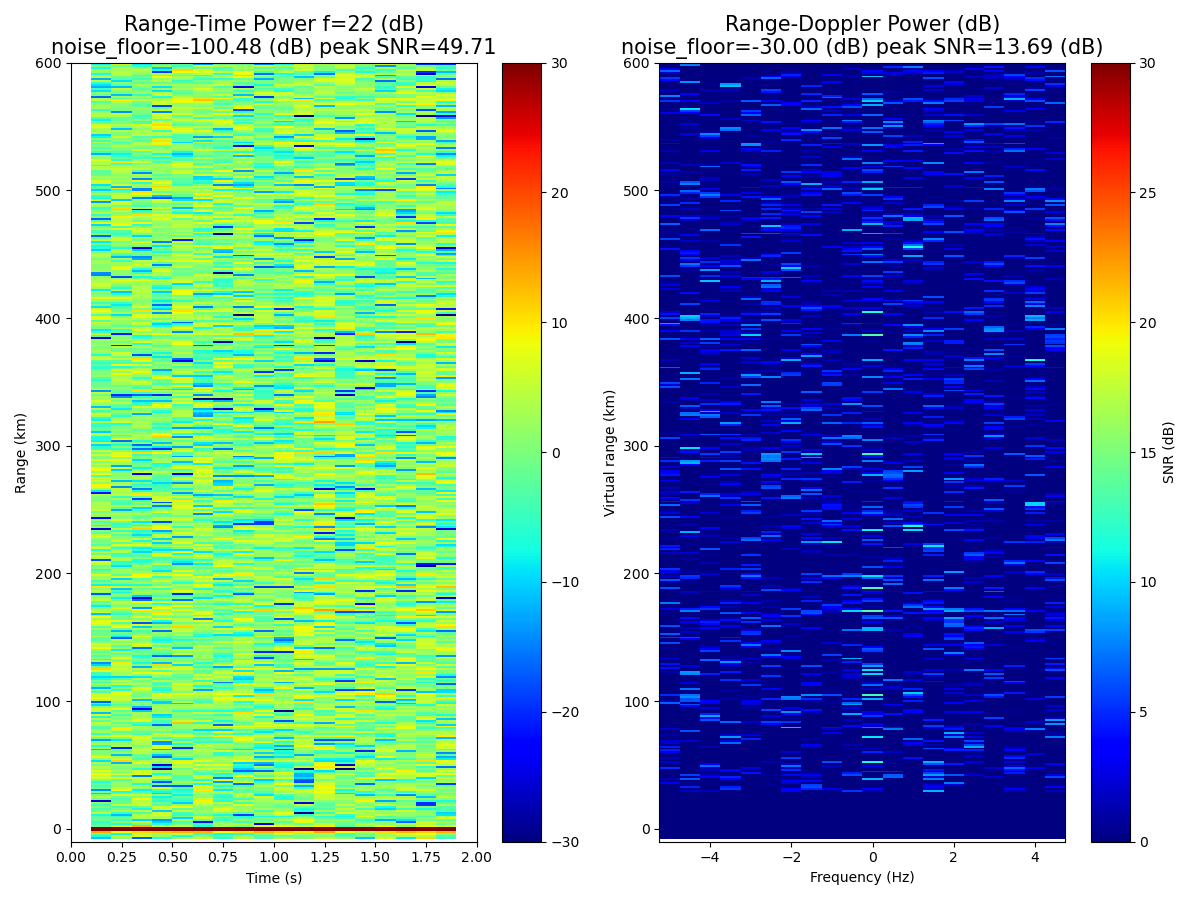 Range-Time Power f=22 (dB)
noise_floor=-100.48 (dB) peak SNR=49.71
Range (km)
600
500
400
300
200
100
0
0.00 0.25 0.50 0.75 1.00 1.25 1.50 1.75 2.00
Time (s)
30
20
10
0
−10
−20
−30
Range-Doppler Power (dB)
noise_floor=-30.00 (dB) peak SNR=13.69 (dB)
Virtual range (km)
600
500
400
300
200
100
0
−4 −2 0 2 4
Frequency (Hz)
30
25
20
15
10
5
0
SNR (dB)